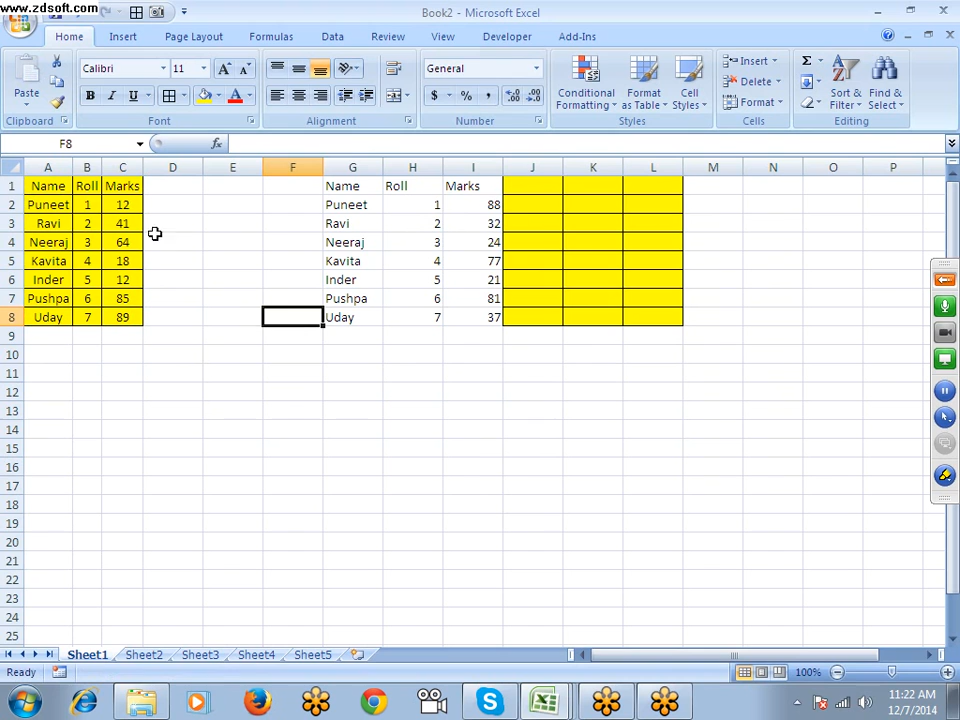 www.zdsoft.com
Book2 - Microsoft Excel
Home Insert Page Layout Formulas Data Review View Developer Add-Ins
Paste
Calibri 11 A A
General
Conditional Formatting
Format as Table
Cell Styles
Insert
Delete
Format
Σ
Sort & Filter
Find & Select
B I U A
$ % ,
Clipboard Font Alignment Number Styles Cells Editing
F8 fx
A B C D E F G H I J K L M N O P
1 Name Roll Marks Name Roll Marks
2 Puneet 1 12 Puneet 1 88
3 Ravi 2 41 Ravi 2 32
4 Neeraj 3 64 Neeraj 3 24
5 Kavita 4 18 Kavita 4 77
6 Inder 5 12 Inder 5 21
7 Pushpa 6 85 Pushpa 6 81
8 Uday 7 89 Uday 7 37
9
10
11
12
13
14
15
16
17
18
19
20
21
22
23
24
25
Sheet1 Sheet2 Sheet3 Sheet4 Sheet5
Ready 100%
11:22 AM
12/7/2014